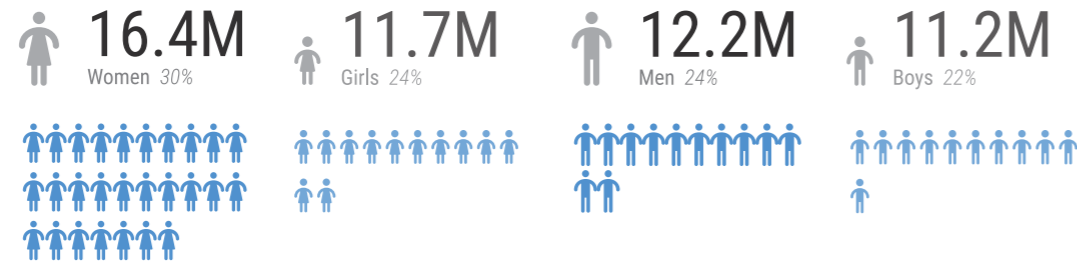 16.4M
Women 30%
11.7M
Girls 24%
12.2M
Men 24%
11.2M
Boys 22%